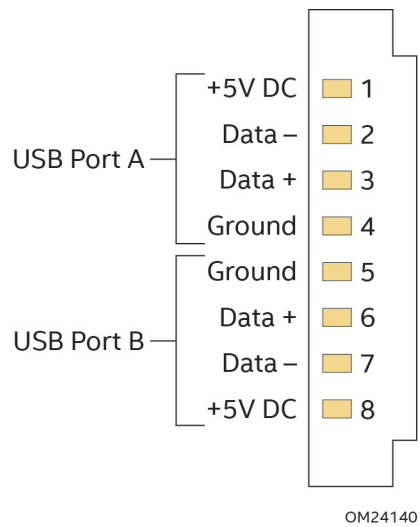 +5V DC 1
Data – 2
USB Port A
Data + 3
Ground 4
Ground 5
Data + 6
USB Port B
Data – 7
+5V DC 8
OM24140